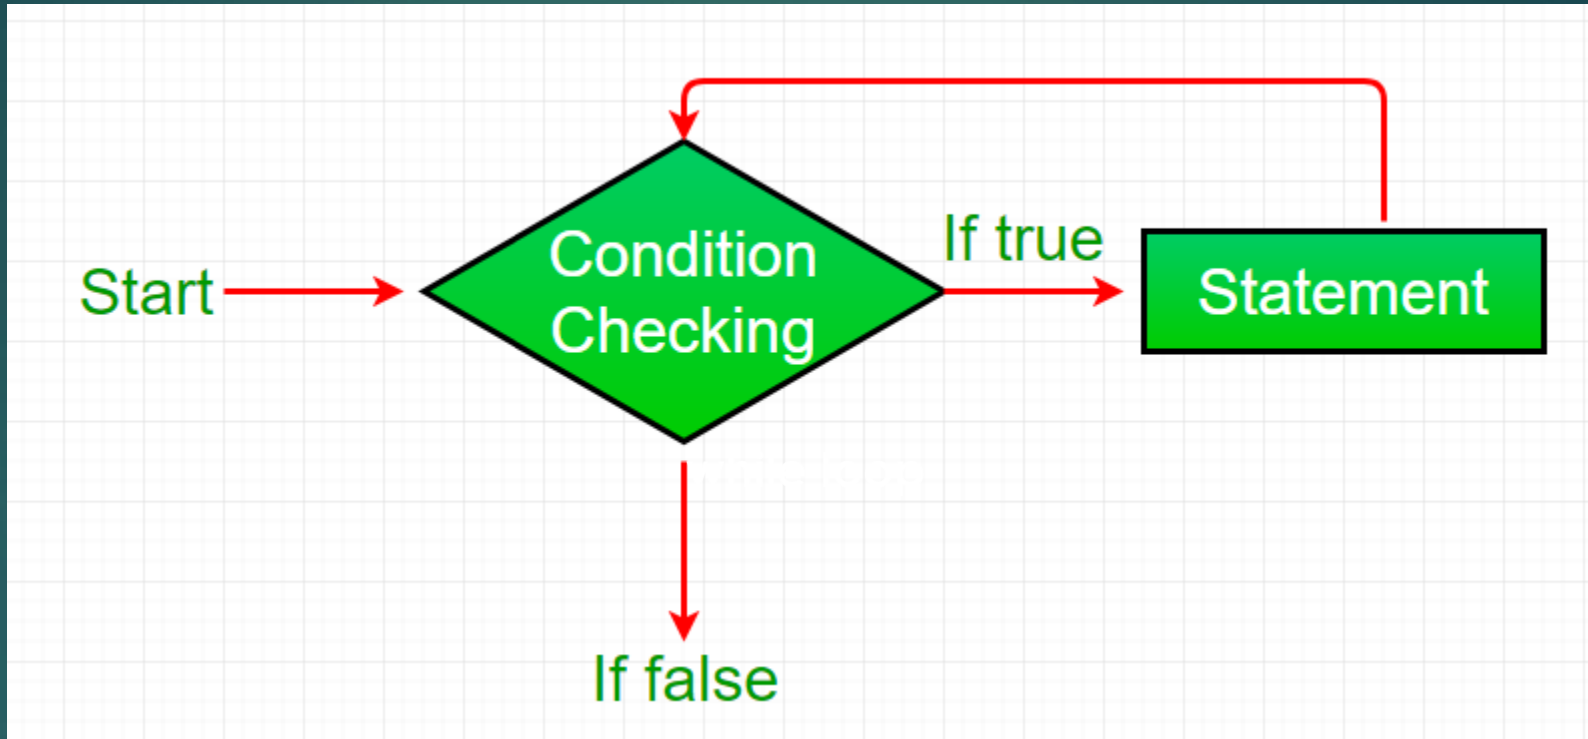 Start
Condition
Checking
If true
Statement
If false